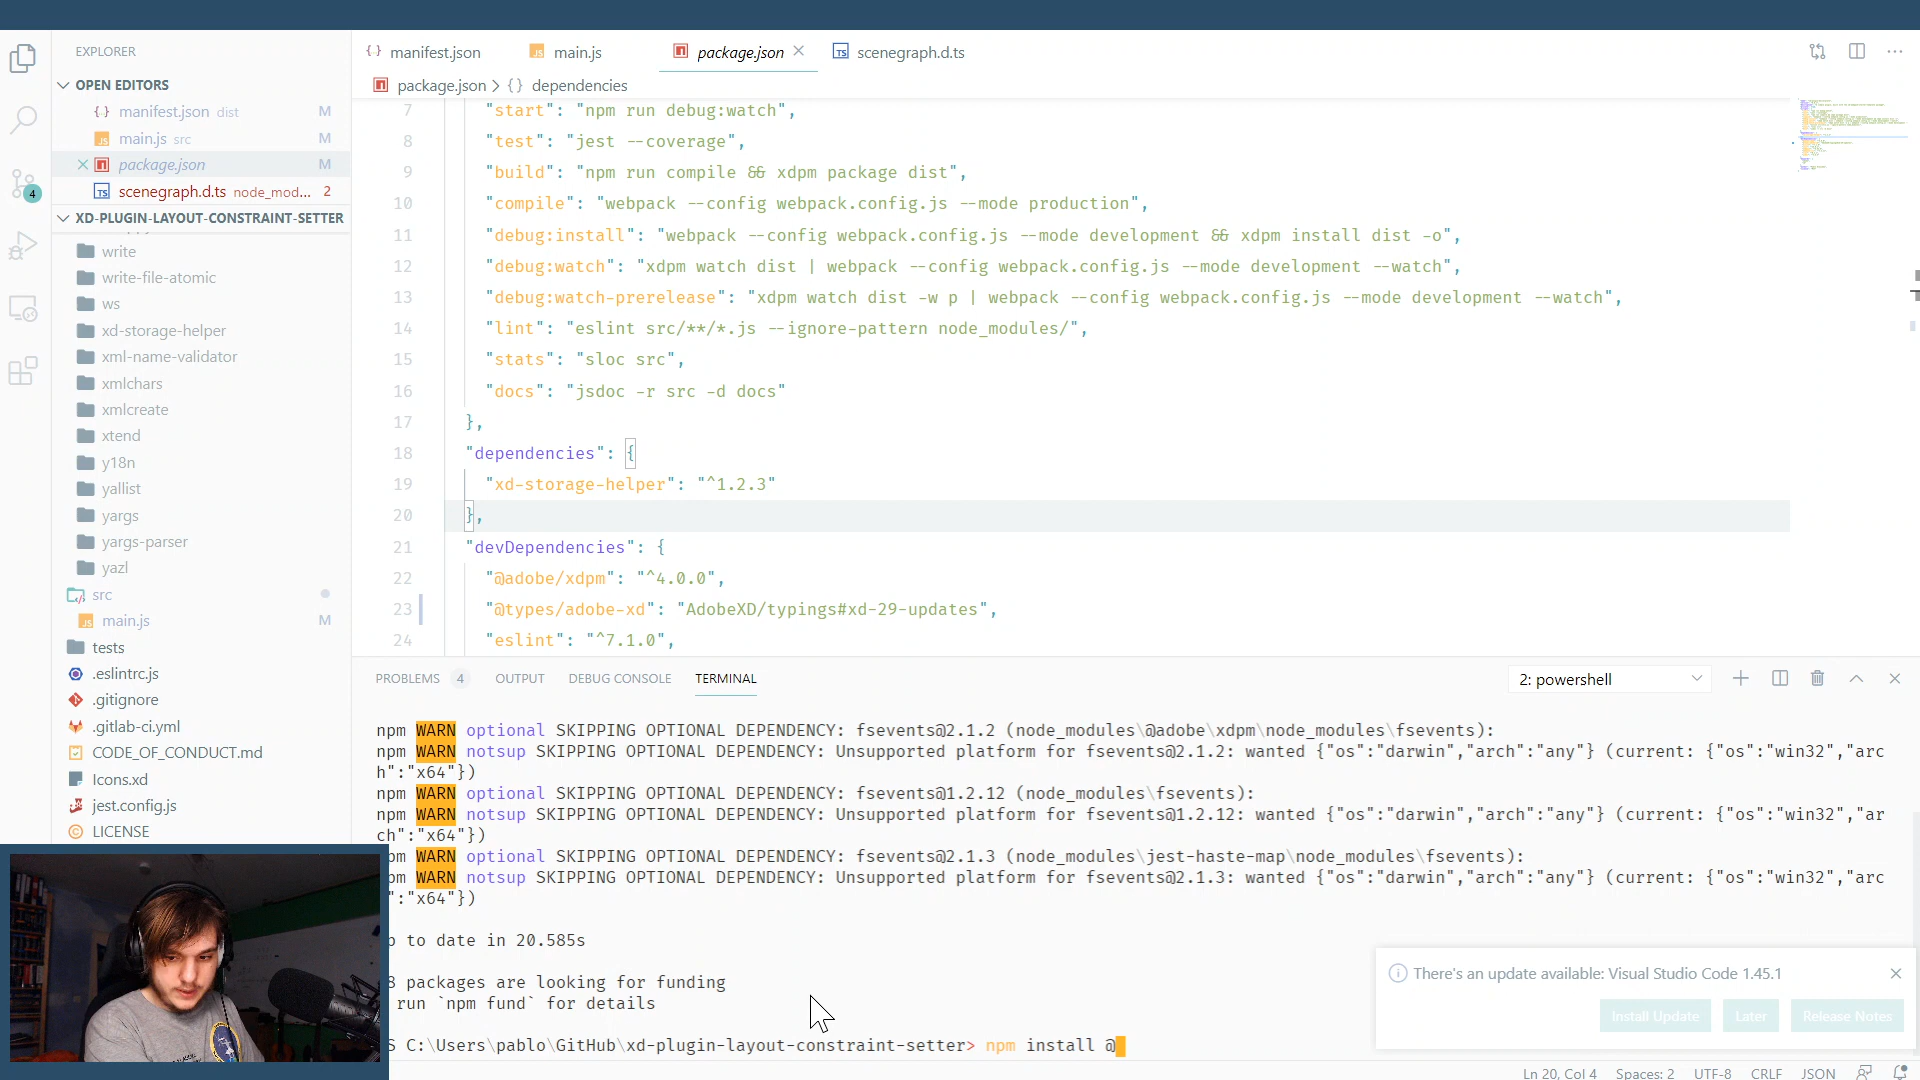 EXPLORER
OPEN EDITORS
manifest.json dist M
main.js src M
package.json M
scenegraph.d.ts node_mod... 2
XD-PLUGIN-LAYOUT-CONSTRAINT-SETTER
write
write-file-atomic
ws
xd-storage-helper
xml-name-validator
xmlchars
xmlcreate
xtend
y18n
yallist
yargs
yargs-parser
yazl
src
main.js M
tests
.eslintrc.js
.gitignore
.gitlab-ci.yml
CODE_OF_CONDUCT.md
Icons.xd
jest.config.js
LICENSE
4
manifest.json main.js package.json scenegraph.d.ts
package.json > {} dependencies
7 "start": "npm run debug:watch",
8 "test": "jest --coverage",
9 "build": "npm run compile && xdpm package dist",
10 "compile": "webpack --config webpack.config.js --mode production",
11 "debug:install": "webpack --config webpack.config.js --mode development && xdpm install dist -o",
12 "debug:watch": "xdpm watch dist | webpack --config webpack.config.js --mode development --watch",
13 "debug:watch-prerelease": "xdpm watch dist -w p | webpack --config webpack.config.js --mode development --watch",
14 "lint": "eslint src/**/*.js --ignore-pattern node_modules/",
15 "stats": "sloc src",
16 "docs": "jsdoc -r src -d docs"
17 },
18 "dependencies": {
19 "xd-storage-helper": "^1.2.3"
20 },
21 "devDependencies": {
22 "@adobe/xdpm": "^4.0.0",
23 "@types/adobe-xd": "AdobeXD/typings#xd-29-updates",
24 "eslint": "^7.1.0",
PROBLEMS 4 OUTPUT DEBUG CONSOLE TERMINAL 2: powershell
npm WARN optional SKIPPING OPTIONAL DEPENDENCY: fsevents@2.1.2 (node_modules\@adobe\xdpm\node_modules\fsevents):
npm WARN notsup SKIPPING OPTIONAL DEPENDENCY: Unsupported platform for fsevents@2.1.2: wanted {"os":"darwin","arch":"any"} (current: {"os":"win32","arc
h":"x64"})
npm WARN optional SKIPPING OPTIONAL DEPENDENCY: fsevents@1.2.12 (node_modules\fsevents):
npm WARN notsup SKIPPING OPTIONAL DEPENDENCY: Unsupported platform for fsevents@1.2.12: wanted {"os":"darwin","arch":"any"} (current: {"os":"win32","ar
ch":"x64"})
pm WARN optional SKIPPING OPTIONAL DEPENDENCY: fsevents@2.1.3 (node_modules\jest-haste-map\node_modules\fsevents):
pm WARN notsup SKIPPING OPTIONAL DEPENDENCY: Unsupported platform for fsevents@2.1.3: wanted {"os":"darwin","arch":"any"} (current: {"os":"win32","arc
":"x64"})
p to date in 20.585s
8 packages are looking for funding
run `npm fund` for details
S C:\Users\pablo\GitHub\xd-plugin-layout-constraint-setter> npm install @
There's an update available: Visual Studio Code 1.45.1
Install Update Later Release Notes
Ln 20, Col 4 Spaces: 2 UTF-8 CRLF JSON